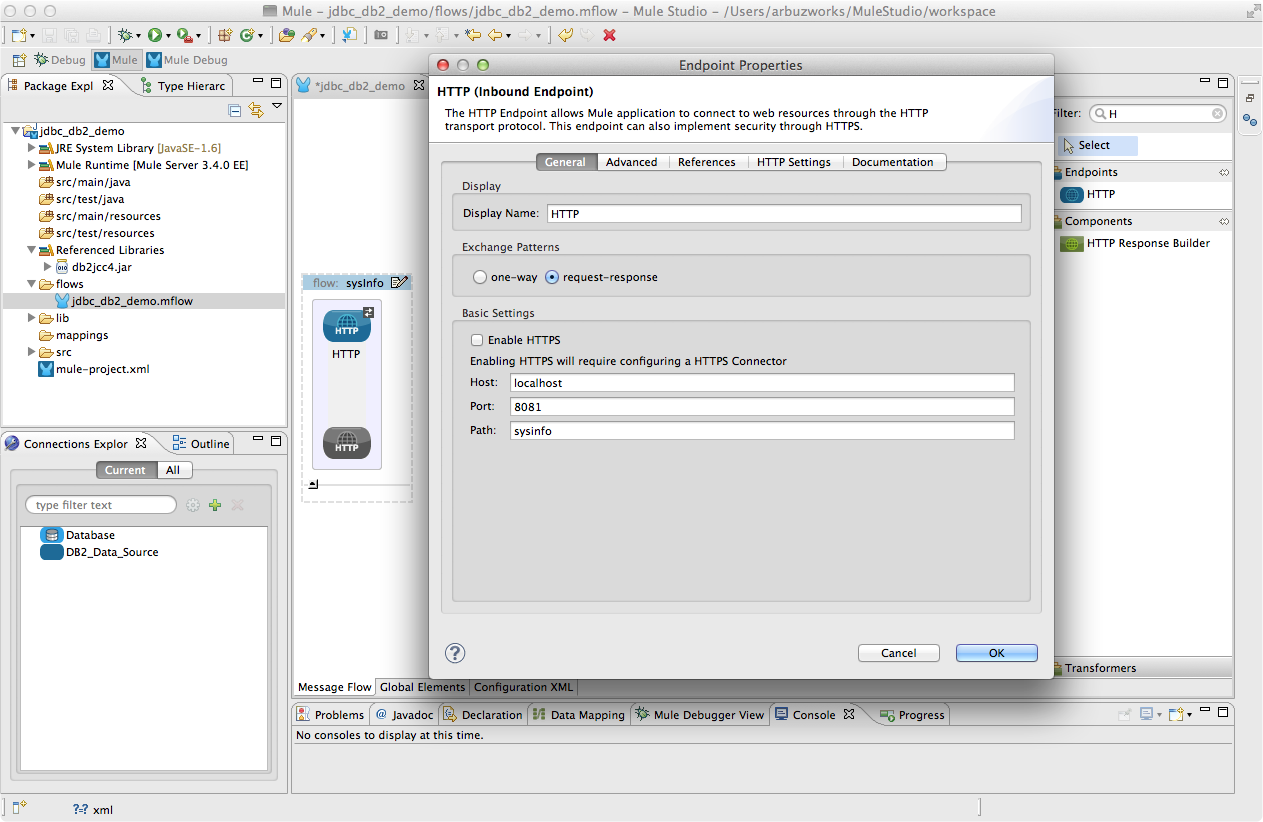 Mule – jdbc_db2_demo/flows/jdbc_db2_demo.mflow – Mule Studio – /Users/arbuzworks/MuleStudio/workspace
Debug
Mule
Mule Debug
Package Expl
Type Hierarc
jdbc_db2_demo
JRE System Library [JavaSE-1.6]
Mule Runtime [Mule Server 3.4.0 EE]
src/main/java
src/test/java
src/main/resources
src/test/resources
Referenced Libraries
db2jcc4.jar
flows
jdbc_db2_demo.mflow
lib
mappings
src
mule-project.xml
Connections Explor
Outline
Current
All
type filter text
Database
DB2_Data_Source
*jdbc_db2_demo
flow: sysInfo
HTTP
HTTP
HTTP
Message Flow
Global Elements
Configuration XML
Endpoint Properties
HTTP (Inbound Endpoint)
The HTTP Endpoint allows Mule application to connect to web resources through the HTTP
transport protocol. This endpoint can also implement security through HTTPS.
General
Advanced
References
HTTP Settings
Documentation
Display
Display Name: HTTP
Exchange Patterns
one-way
request-response
Basic Settings
Enable HTTPS
Enabling HTTPS will require configuring a HTTPS Connector
Host: localhost
Port: 8081
Path: sysinfo
?
Cancel
OK
Filter: H
Select
Endpoints
HTTP
Components
HTTP Response Builder
Transformers
Problems
@ Javadoc
Declaration
Data Mapping
Mule Debugger View
Console
Progress
No consoles to display at this time.
?=? xml